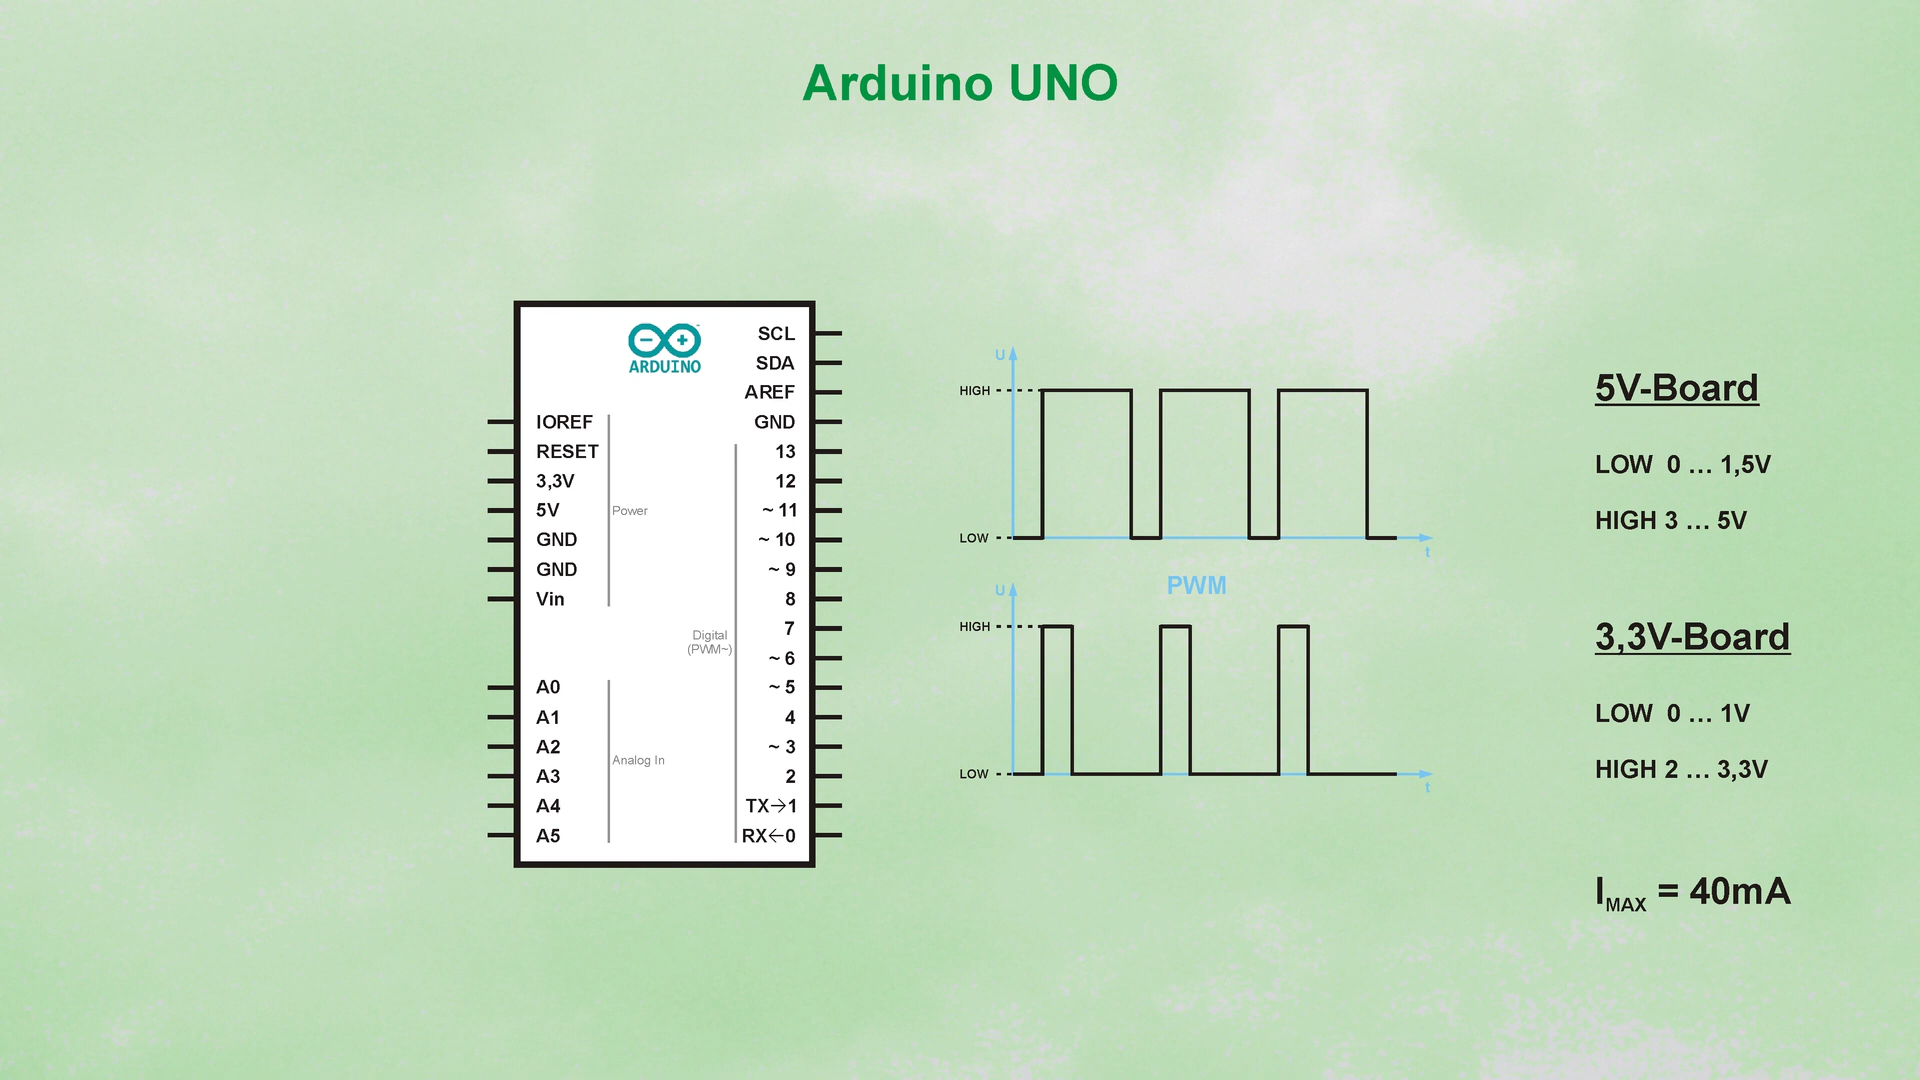 Arduino UNO
ARDUINO
IOREF
RESET
3,3V
5V
GND
GND
Vin
Power
A0
A1
A2
A3
A4
A5
Analog In
SCL
SDA
AREF
GND
13
12
~ 11
~ 10
~ 9
8
7
~ 6
~ 5
4
~ 3
2
TX→1
RX←0
Digital
(PWM~)
U
HIGH
LOW
t
PWM
U
HIGH
LOW
t
5V-Board
LOW 0 ... 1,5V
HIGH 3 ... 5V
3,3V-Board
LOW 0 ... 1V
HIGH 2 ... 3,3V
IMAX = 40mA